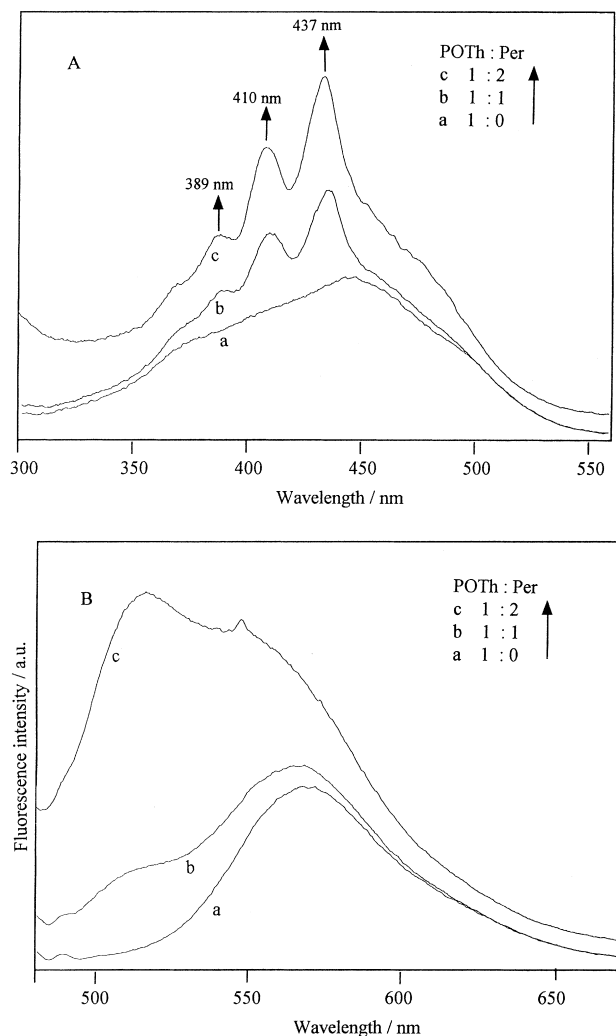 A
437 nm
410 nm
389 nm
POTh : Per
c 1 : 2
b 1 : 1
a 1 : 0
c
b
a
300 350 400 450 500 550
Wavelength / nm
B
POTh : Per
c 1 : 2
b 1 : 1
a 1 : 0
c
b
a
Fluorescence intensity / a.u.
500 550 600 650
Wavelength / nm